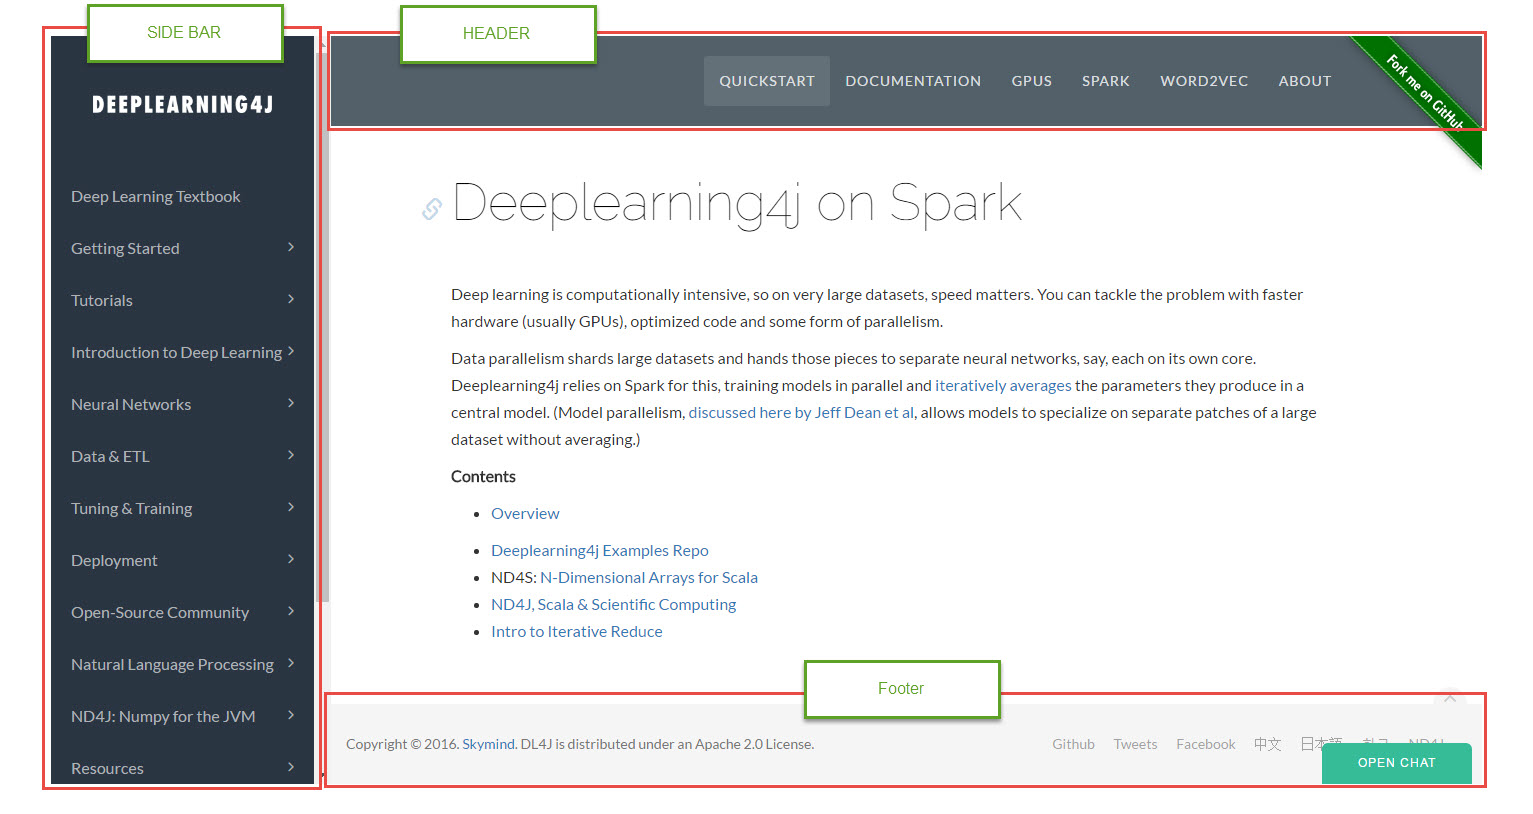 SIDE BAR
HEADER
DEEPLEARNING4J
QUICKSTART DOCUMENTATION GPUS SPARK WORD2VEC ABOUT
Fork me on GitHub
Deep Learning Textbook
Getting Started
Tutorials
Introduction to Deep Learning
Neural Networks
Data & ETL
Tuning & Training
Deployment
Open-Source Community
Natural Language Processing
ND4J: Numpy for the JVM
Resources
Deeplearning4j on Spark
Deep learning is computationally intensive, so on very large datasets, speed matters. You can tackle the problem with faster
hardware (usually GPUs), optimized code and some form of parallelism.
Data parallelism shards large datasets and hands those pieces to separate neural networks, say, each on its own core.
Deeplearning4j relies on Spark for this, training models in parallel and iteratively averages the parameters they produce in a
central model. (Model parallelism, discussed here by Jeff Dean et al, allows models to specialize on separate patches of a large
dataset without averaging.)
Contents
Overview
Deeplearning4j Examples Repo
ND4S: N-Dimensional Arrays for Scala
ND4J, Scala & Scientific Computing
Intro to Iterative Reduce
Footer
Copyright © 2016. Skymind. DL4J is distributed under an Apache 2.0 License.
Github Tweets Facebook 中文 日本語
OPEN CHAT